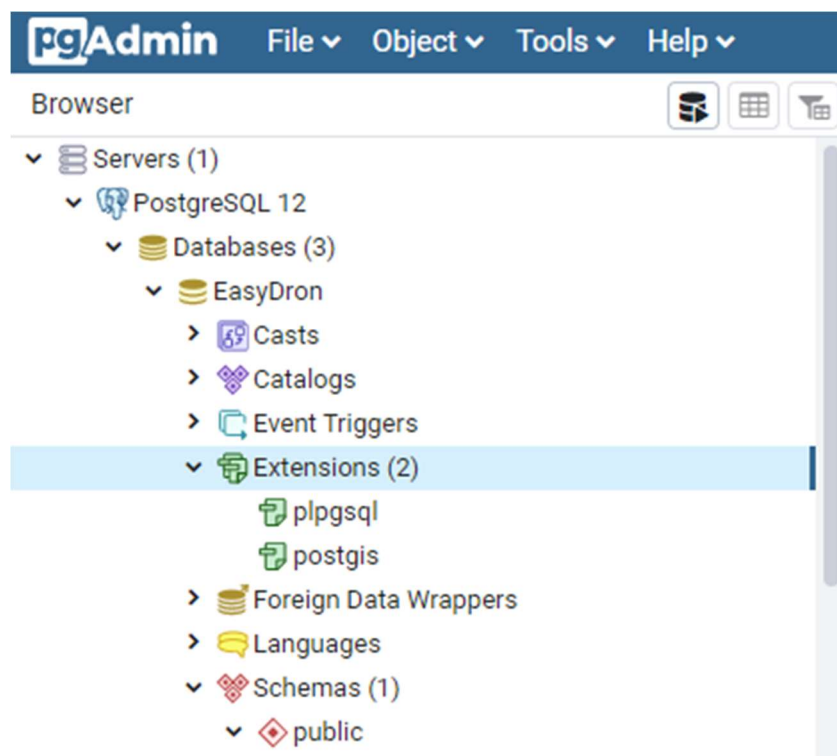 pgAdmin File Object Tools Help
Browser
Servers (1)
PostgreSQL 12
Databases (3)
EasyDron
Casts
Catalogs
Event Triggers
Extensions (2)
plpgsql
postgis
Foreign Data Wrappers
Languages
Schemas (1)
public